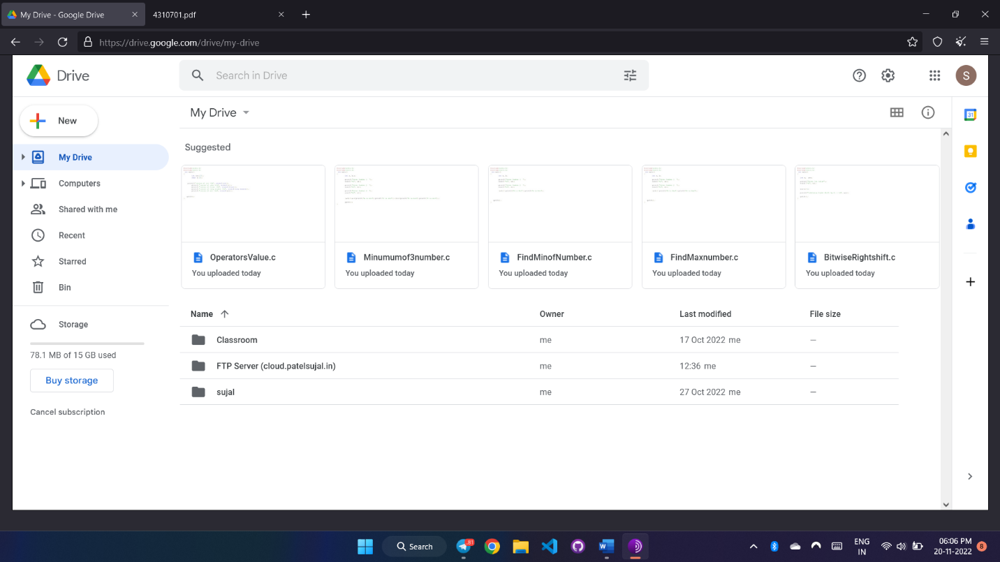 My Drive - Google Drive
4310701.pdf
https://drive.google.com/drive/my-drive
Drive
Search in Drive
S
New
My Drive
31
My Drive
Computers
Shared with me
Recent
Starred
Bin
Storage
78.1 MB of 15 GB used
Buy storage
Cancel subscription
Suggested
OperatorsValue.c
You uploaded today
Minumumof3number.c
You uploaded today
FindMinofNumber.c
You uploaded today
FindMaxnumber.c
You uploaded today
BitwiseRightshift.c
You uploaded today
Name Owner Last modified File size
Classroom me 17 Oct 2022 me —
FTP Server (cloud.patelsujal.in) me 12:36 me —
sujal me 27 Oct 2022 me —
Search
81
W
ENG
IN
06:06 PM
20-11-2022
8